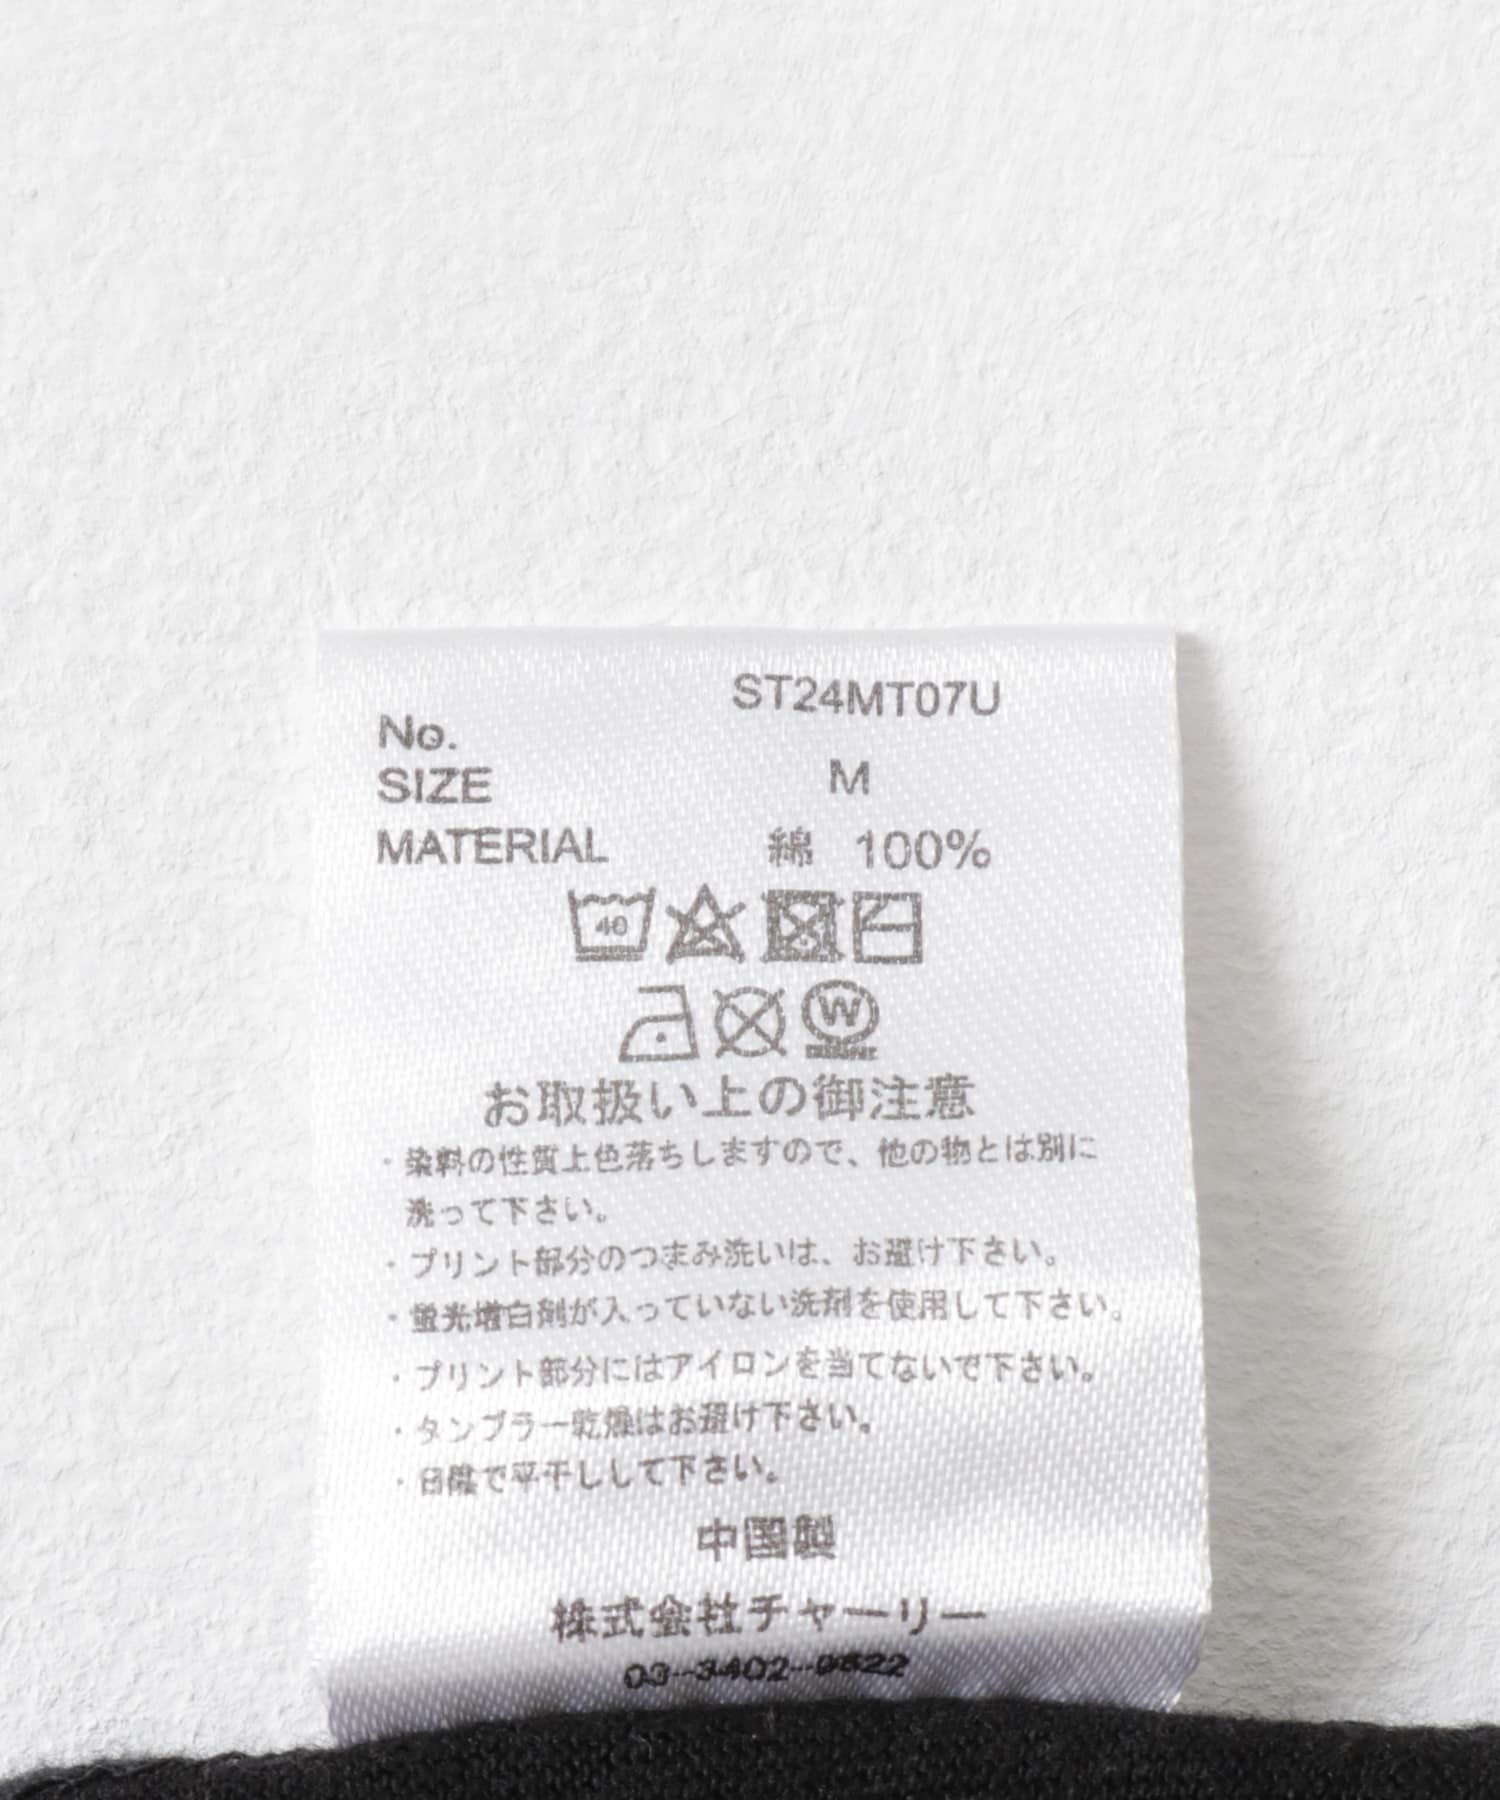 ST24MT07U
No.
SIZE M
MATERIAL 綿 100%
40
W
お取扱い上の御注意
・染料の性質上色落ちしますので、他の物とは別に
洗って下さい。
・プリント部分のつまみ洗いは、お避け下さい。
・蛍光増白剤が入っていない洗剤を使用して下さい。
・プリント部分にはアイロンを当てないで下さい。
・タンブラー乾燥はお避け下さい。
・日陰で平干しして下さい。
中国製
株式会社チャーリー
03-3402-9822